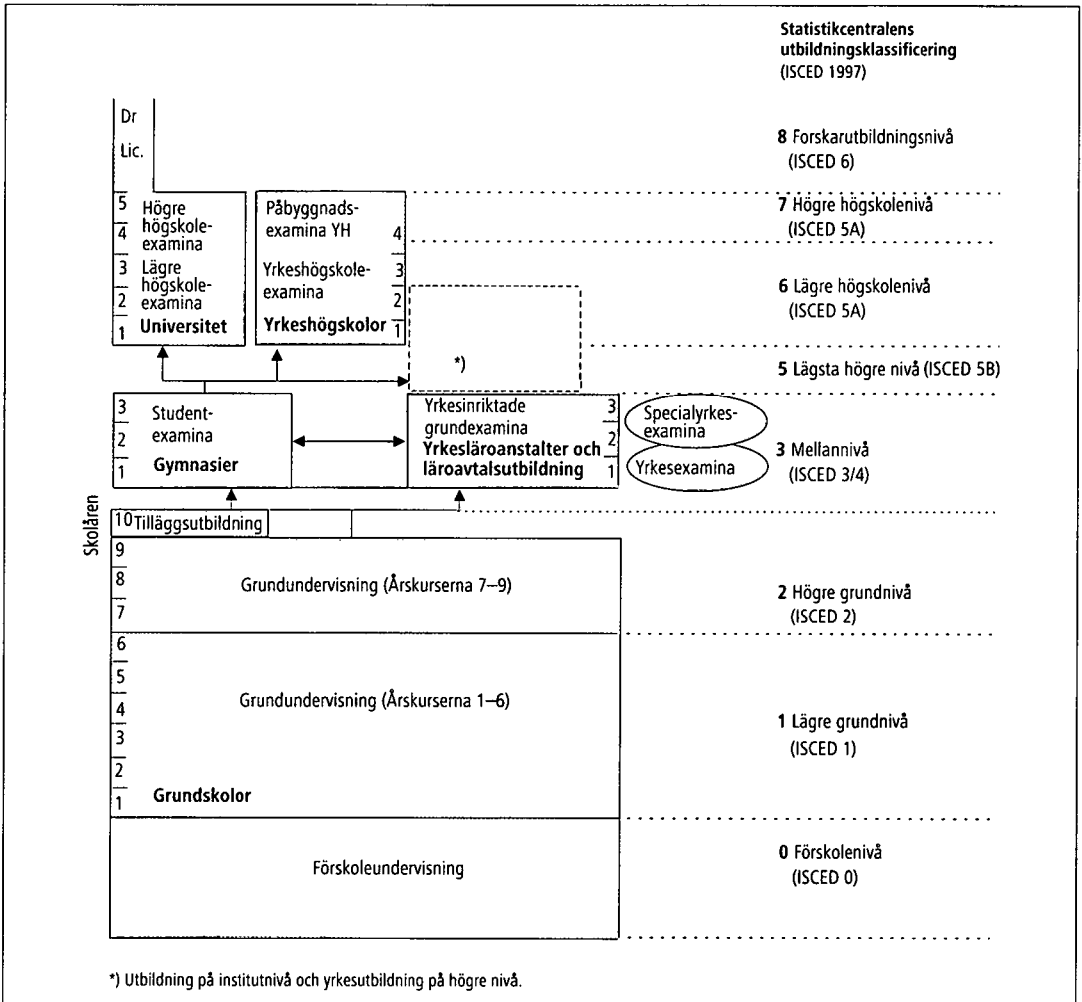 Statistikcentralens
utbildningsklassificering
(ISCED 1997)
Dr
Lic.
8 Forskarutbildningsnivå
(ISCED 6)
5
4
3
2
1
Högre
högskole-
examina
Lägre
högskole-
examina
Universitet
Påbyggnads-
examina YH
Yrkeshögskole-
examina
Yrkeshögskolor
4
3
2
1
7 Högre högskolenivå
(ISCED 5A)
6 Lägre högskolenivå
(ISCED 5A)
*)
5 Lägsta högre nivå (ISCED 5B)
3
2
1
Student-
examina
Gymnasier
Yrkesinriktade
grundexamina
Yrkesläroanstalter och
läroavtalsutbildning
3
2
1
Specialyrkes-
examina
Yrkesexamina
3 Mellannivå
(ISCED 3/4)
Skolåren
10 Tilläggsutbildning
9
8
7
Grundundervisning (Årskurserna 7–9)
2 Högre grundnivå
(ISCED 2)
6
5
4
3
2
1
Grundundervisning (Årskurserna 1–6)
Grundskolor
1 Lägre grundnivå
(ISCED 1)
Förskoleundervisning
0 Förskolenivå
(ISCED 0)
*) Utbildning på institutnivå och yrkesutbildning på högre nivå.